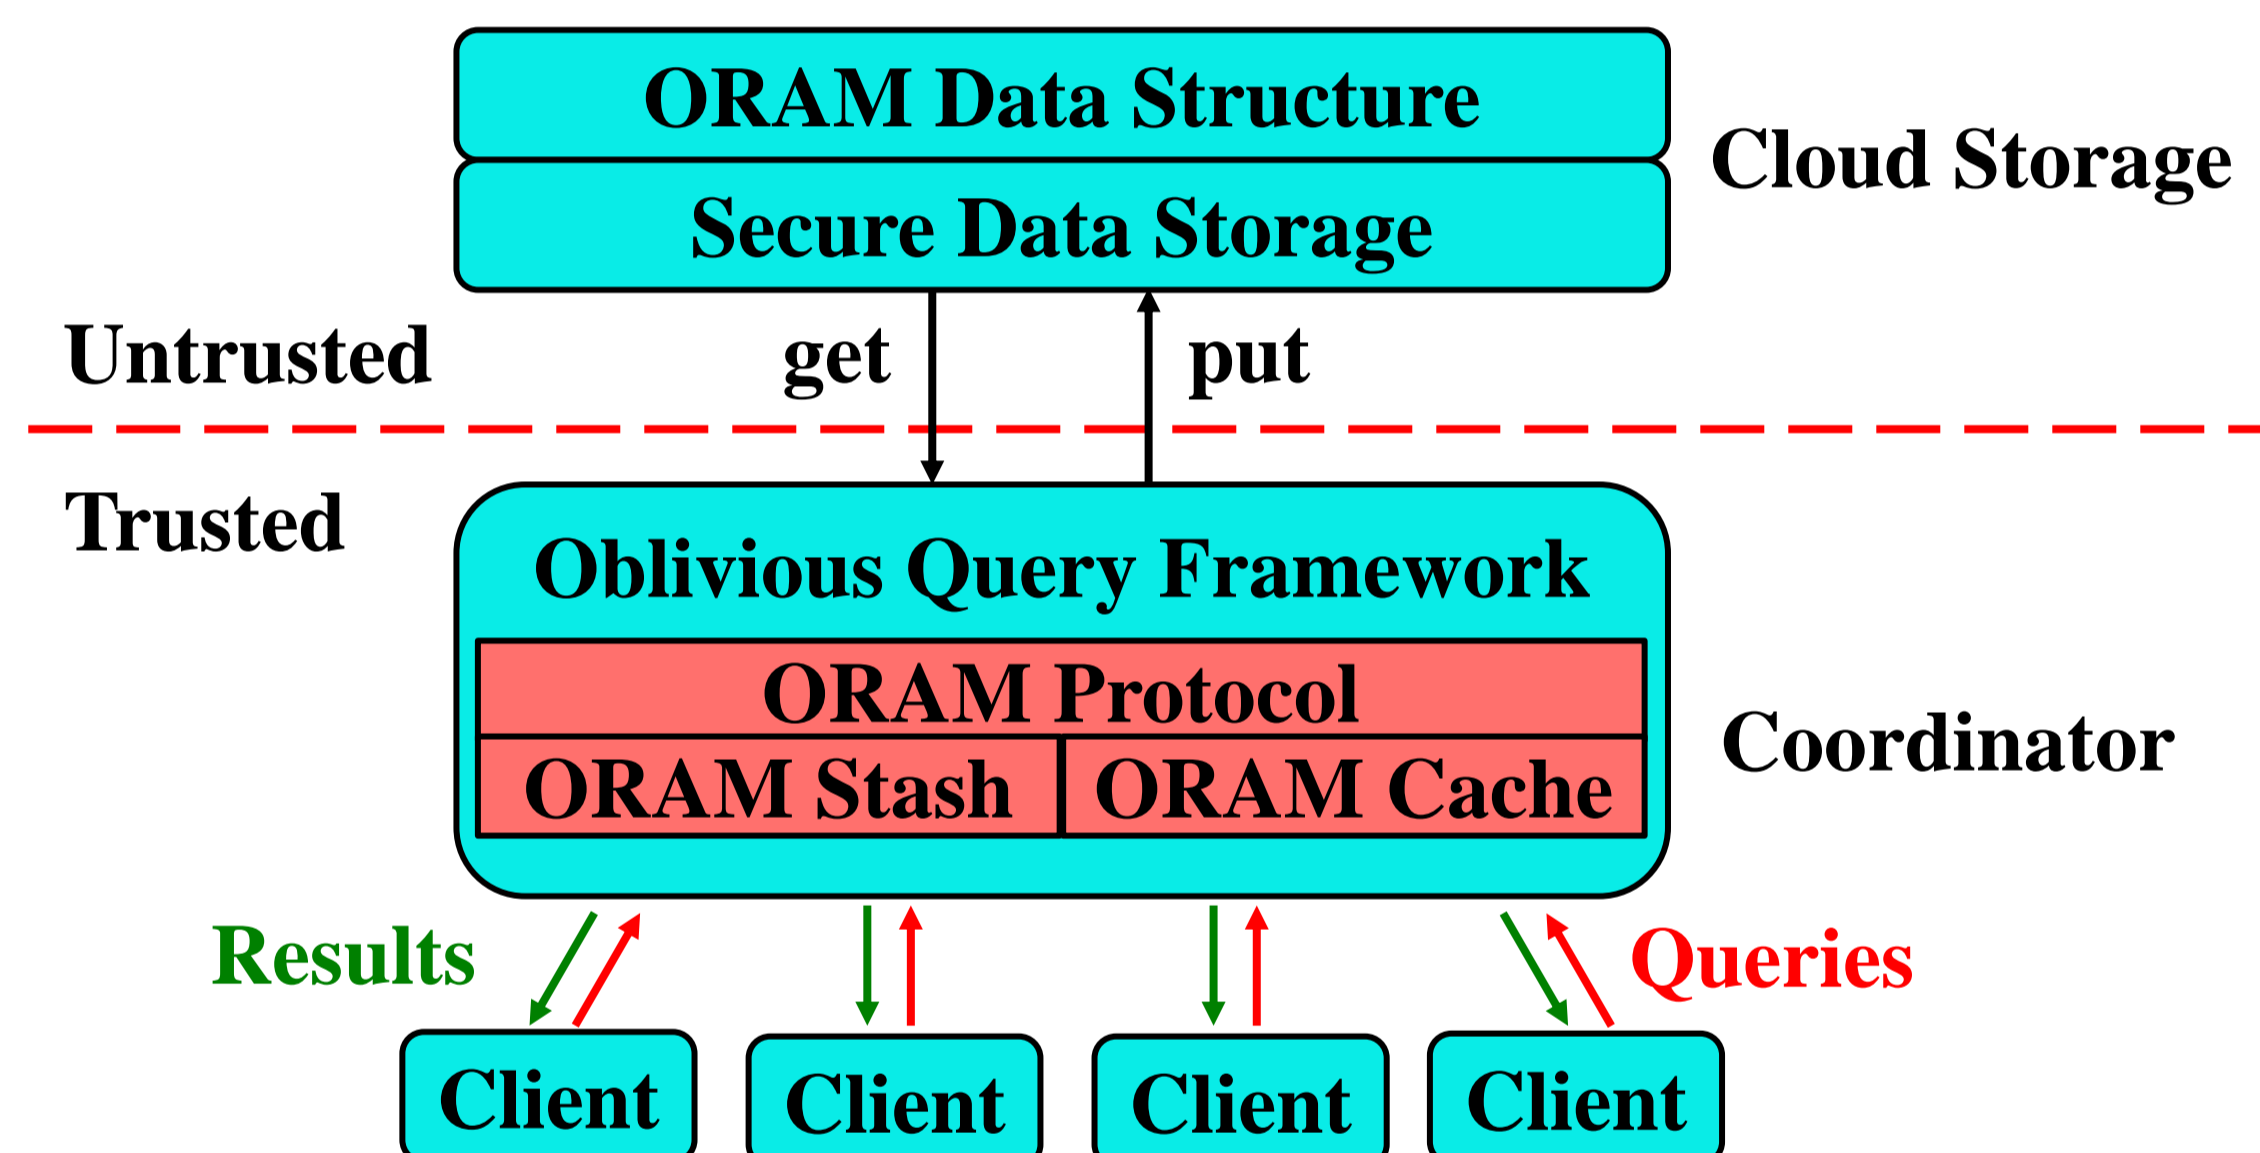 ORAM Data Structure
Cloud Storage
Secure Data Storage
Untrusted
get
put
Trusted
Oblivious Query Framework
ORAM Protocol
Coordinator
ORAM Stash
ORAM Cache
Results
Queries
Client
Client
Client
Client